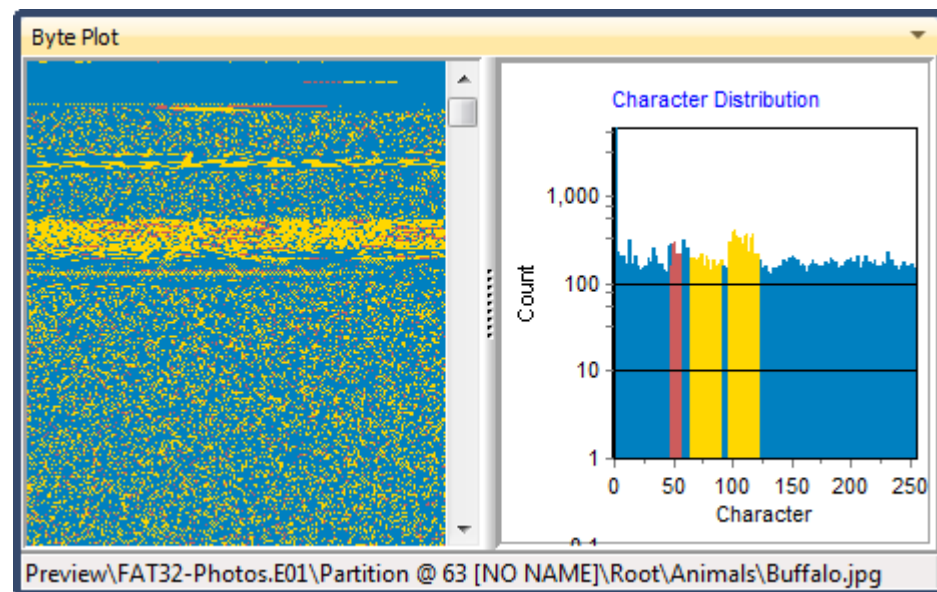 Byte Plot
Character Distribution
1,000
100
10
1
Count
0 50 100 150 200 250
Character
Preview\FAT32-Photos.E01\Partition @ 63 [NO NAME]\Root\Animals\Buffalo.jpg